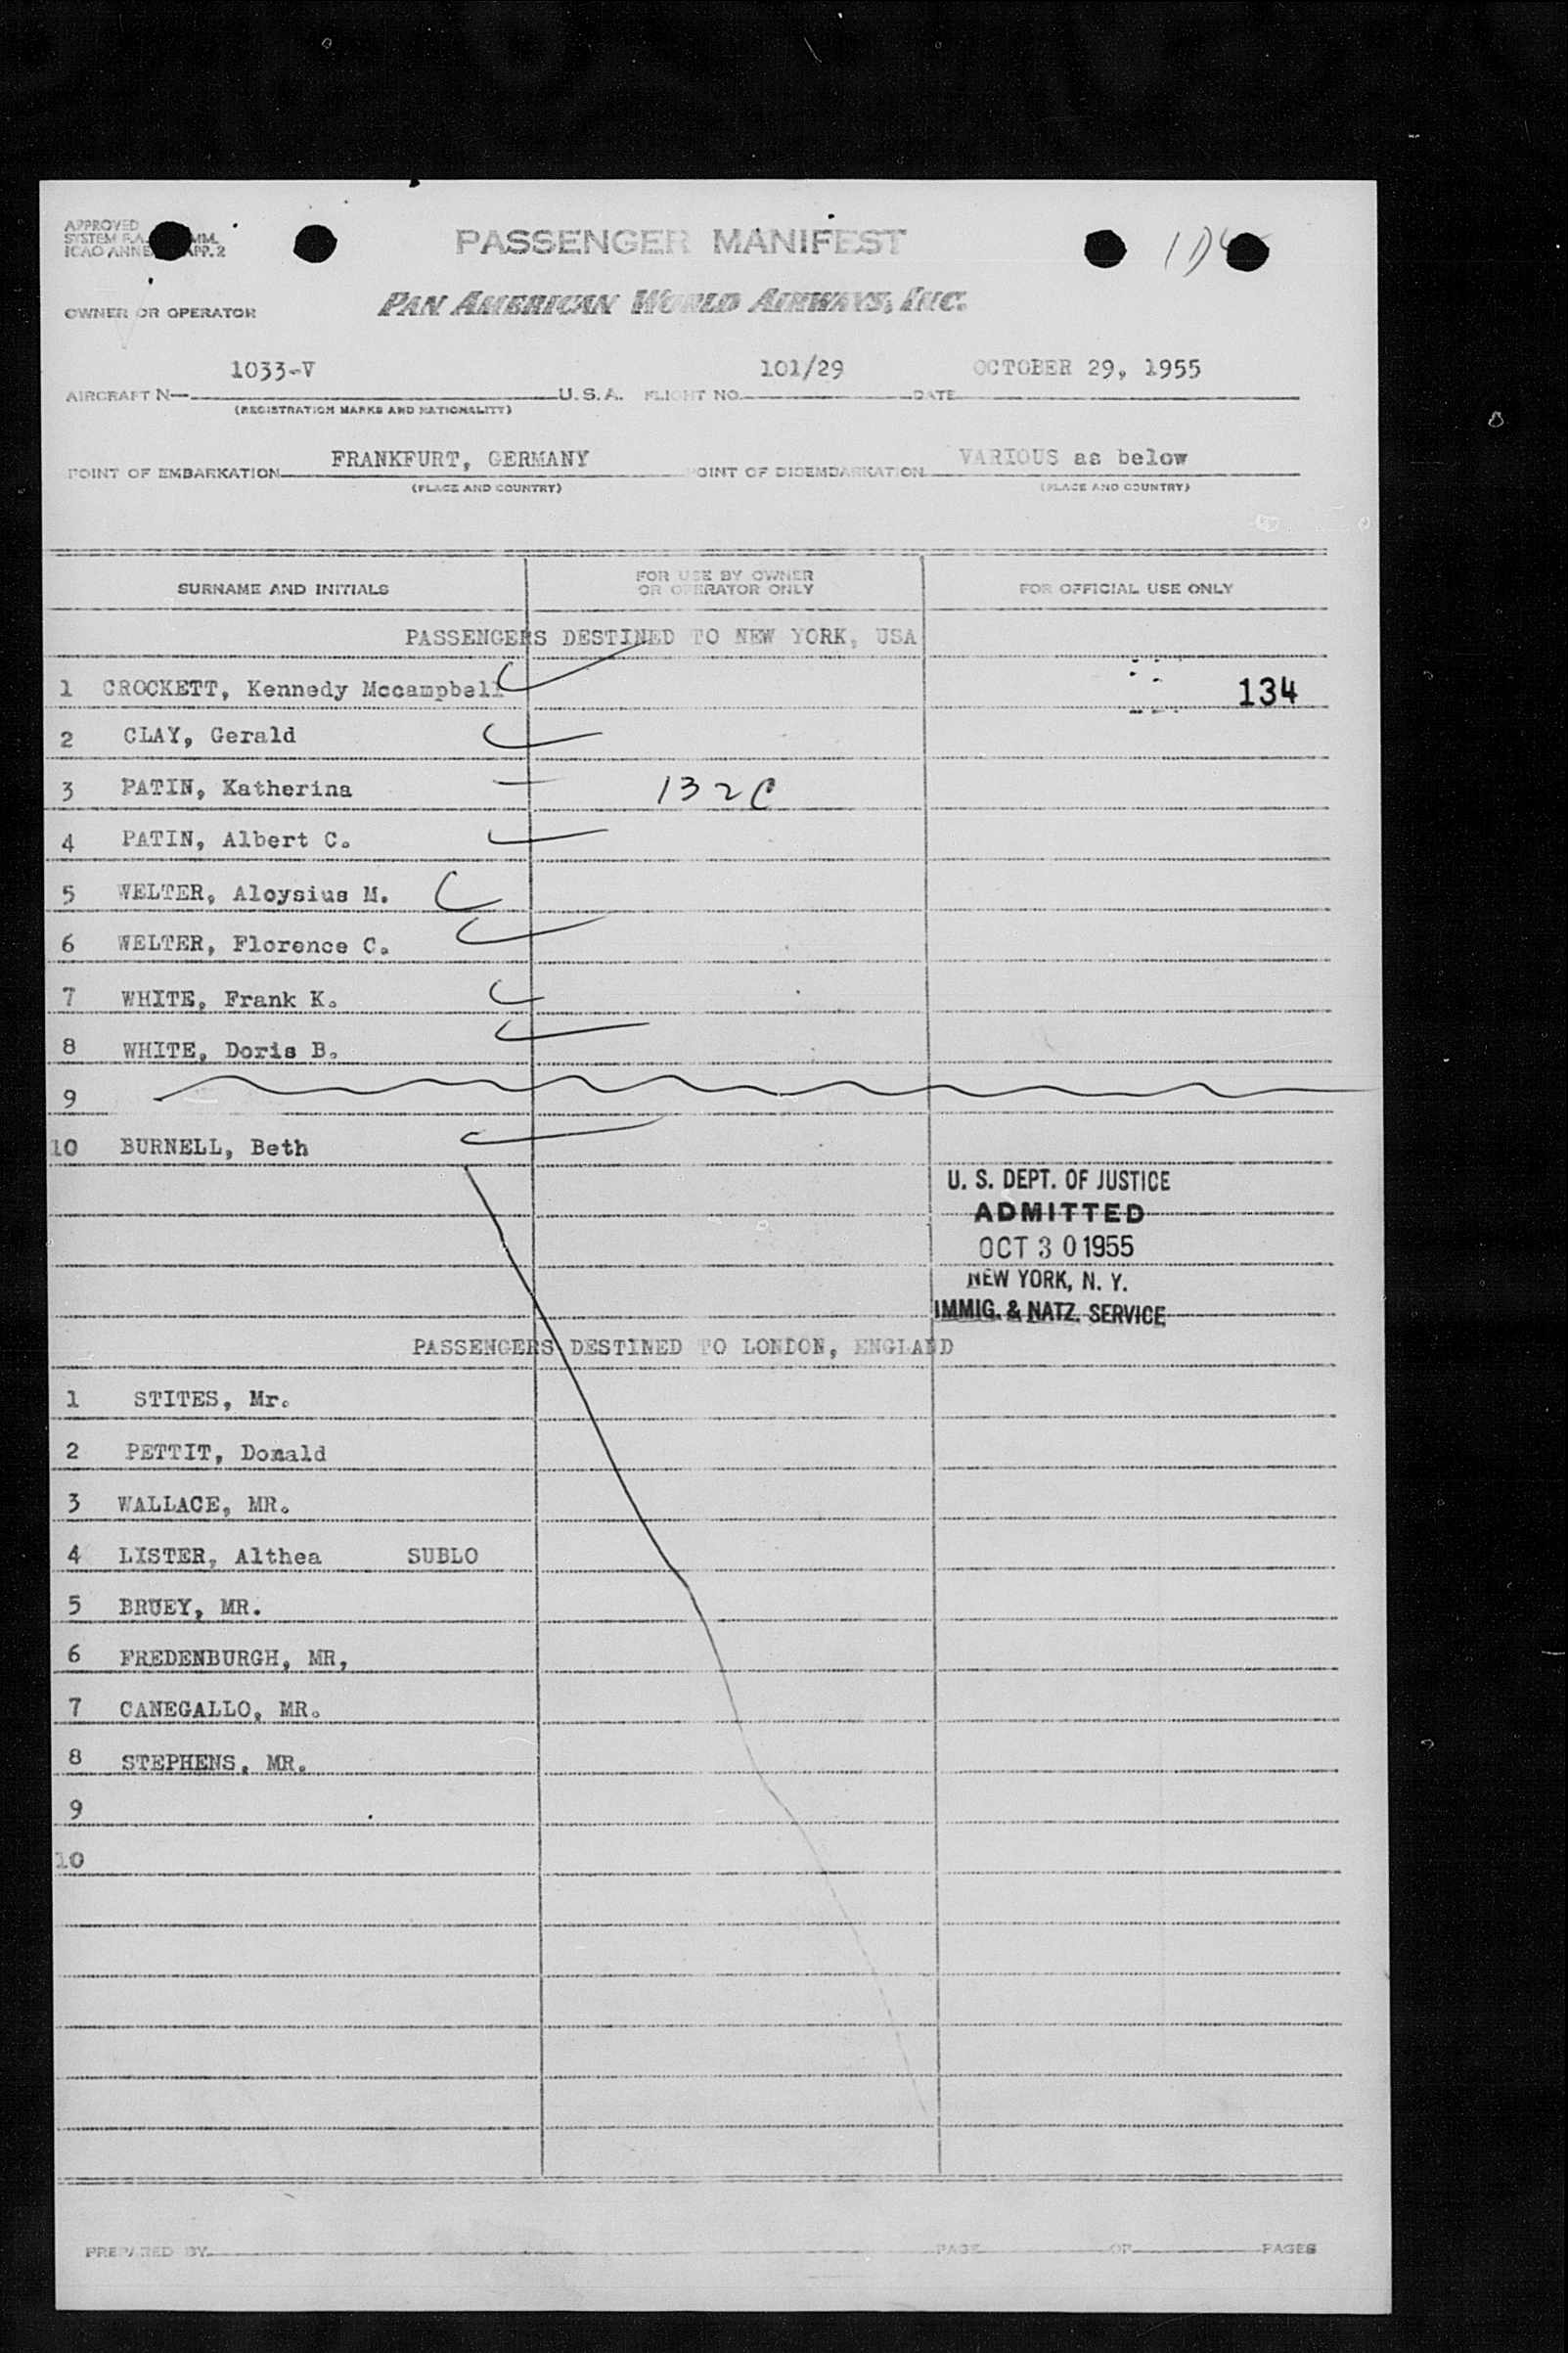 APPROVED
SYSTEM F.A. MM.
ICAO ANNE APP. 2
PASSENGER MANIFEST
OWNER OR OPERATOR PAN AMERICAN WORLD AIRWAYS, INC.
1033-V 101/29 OCTOBER 29, 1955
AIRCRAFT N— U.S.A. FLIGHT NO. DATE
(REGISTRATION MARKS AND NATIONALITY)
FRANKFURT, GERMANY VARIOUS as below
POINT OF EMBARKATION POINT OF DISEMBARKATION
(PLACE AND COUNTRY) (PLACE AND COUNTRY)
SURNAME AND INITIALS FOR USE BY OWNER OR OPERATOR ONLY FOR OFFICIAL USE ONLY
PASSENGERS DESTINED TO NEW YORK, USA
1 CROCKETT, Kennedy Mccampbell 134
2 CLAY, Gerald
3 PATIN, Katherina 132C
4 PATIN, Albert C.
5 WELTER, Aloysius M.
6 WELTER, Florence C.
7 WHITE, Frank K.
8 WHITE, Doris B.
9
10 BURNELL, Beth
U. S. DEPT. OF JUSTICE
ADMITTED
OCT 30 1955
NEW YORK, N. Y.
IMMIG. & NATZ. SERVICE
PASSENGERS DESTINED TO LONDON, ENGLAND
1 STITES, Mr.
2 PETTIT, Donald
3 WALLACE, MR.
4 LISTER, Althea SUBLO
5 BRUEY, MR.
6 FREDENBURGH, MR,
7 CANEGALLO, MR.
8 STEPHENS, MR.
9
10
PREPARED BY PAGE OF PAGES